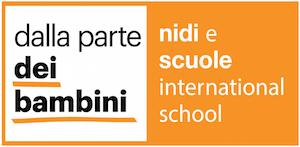 dalla parte
dei
bambini
nidi e
scuole
international
school